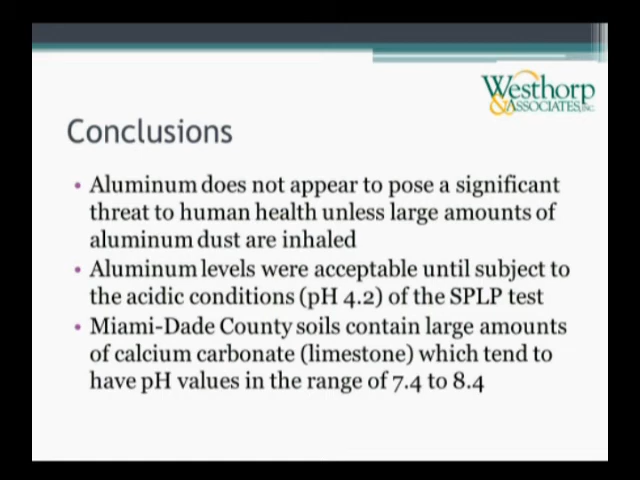 Westhorp
& ASSOCIATES, INC.
Conclusions
• Aluminum does not appear to pose a significant
threat to human health unless large amounts of
aluminum dust are inhaled
• Aluminum levels were acceptable until subject to
the acidic conditions (pH 4.2) of the SPLP test
• Miami-Dade County soils contain large amounts
of calcium carbonate (limestone) which tend to
have pH values in the range of 7.4 to 8.4